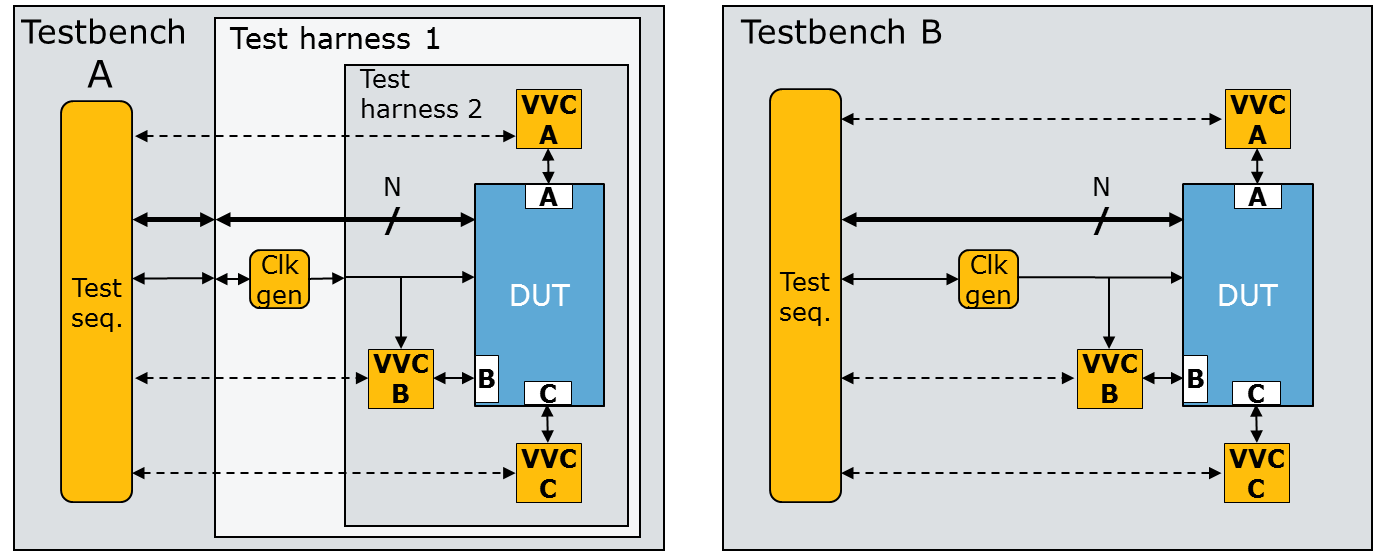 Testbench
A
Test harness 1
Test
harness 2
VVC
A
A
N
Clk
gen
Test
seq.
DUT
VVC
B
B
C
VVC
C
Testbench B
VVC
A
A
N
Clk
gen
Test
seq.
DUT
VVC
B
B
C
VVC
C